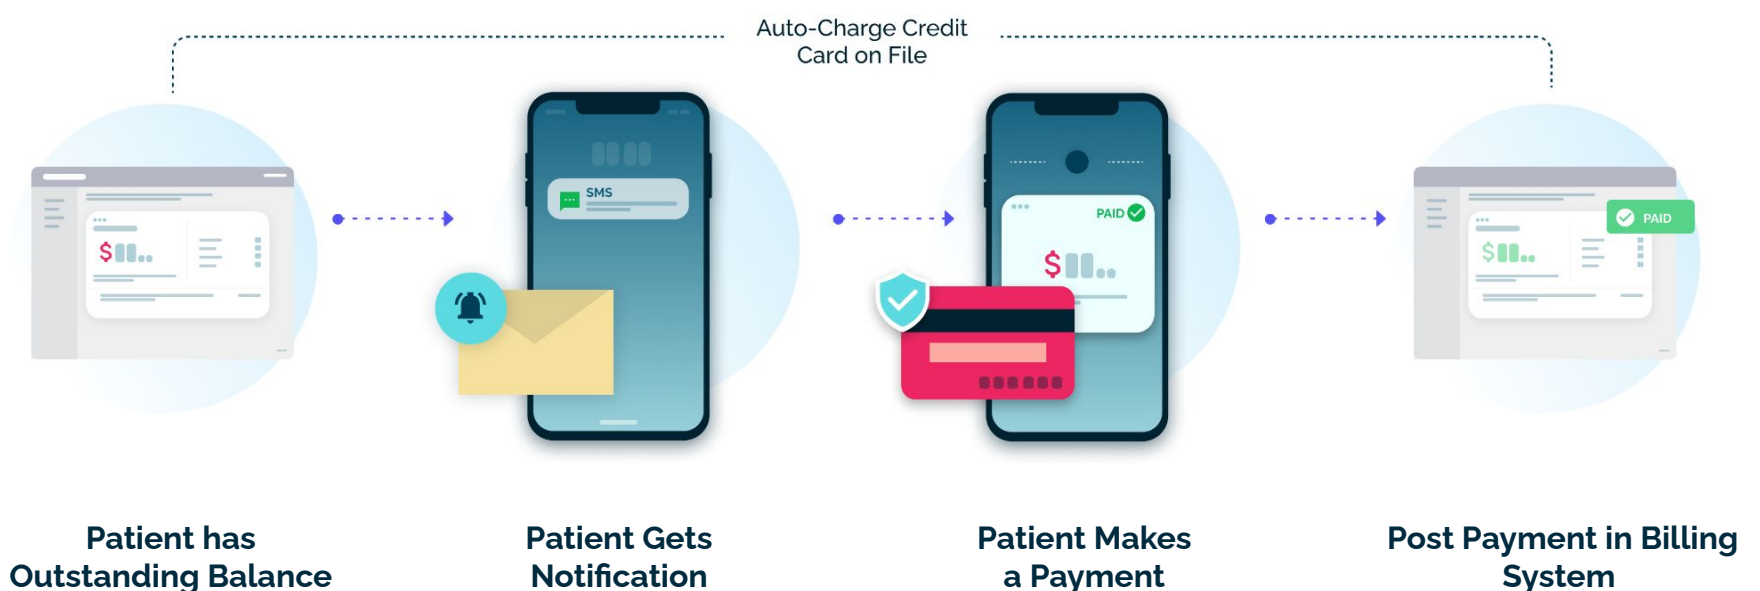 Auto-Charge Credit
Card on File
SMS
PAID
PAID
Patient has
Outstanding Balance
Patient Gets
Notification
Patient Makes
a Payment
Post Payment in Billing
System